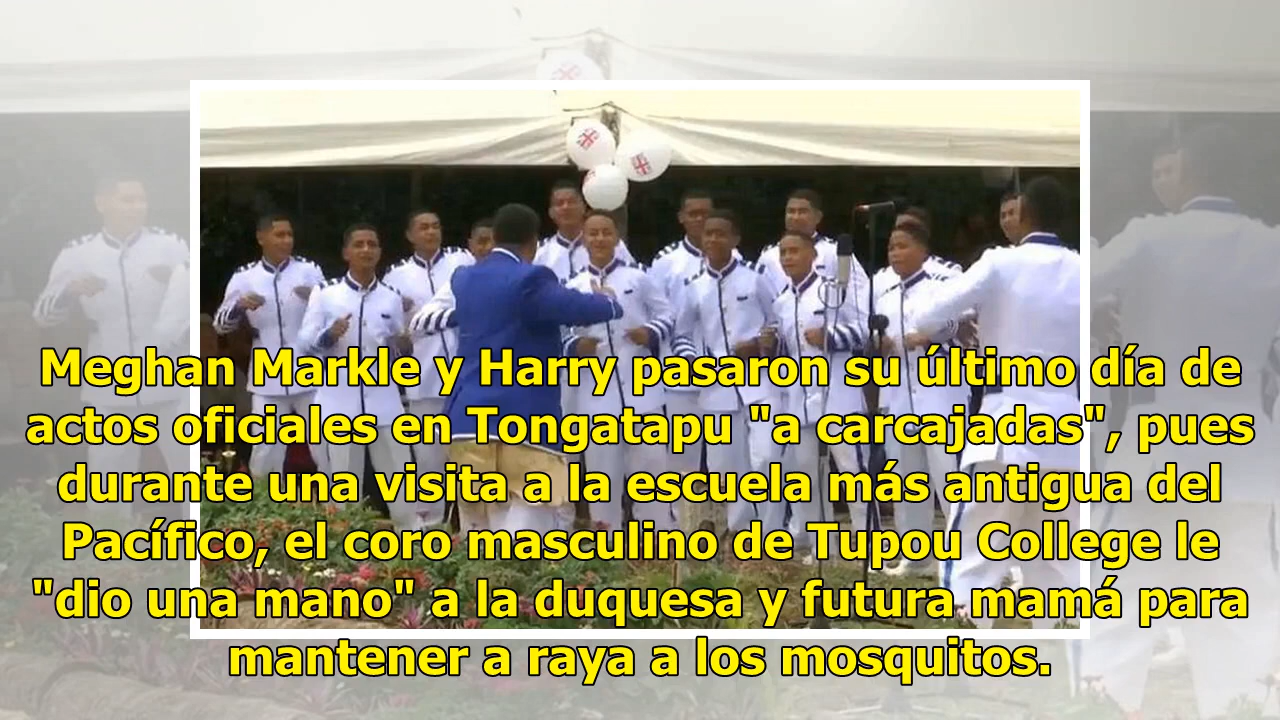 Meghan Markle y Harry pasaron su último día de
actos oficiales en Tongatapu "a carcajadas", pues
durante una visita a la escuela más antigua del
Pacífico, el coro masculino de Tupou College le
"dio una mano" a la duquesa y futura mamá para
mantener a raya a los mosquitos.